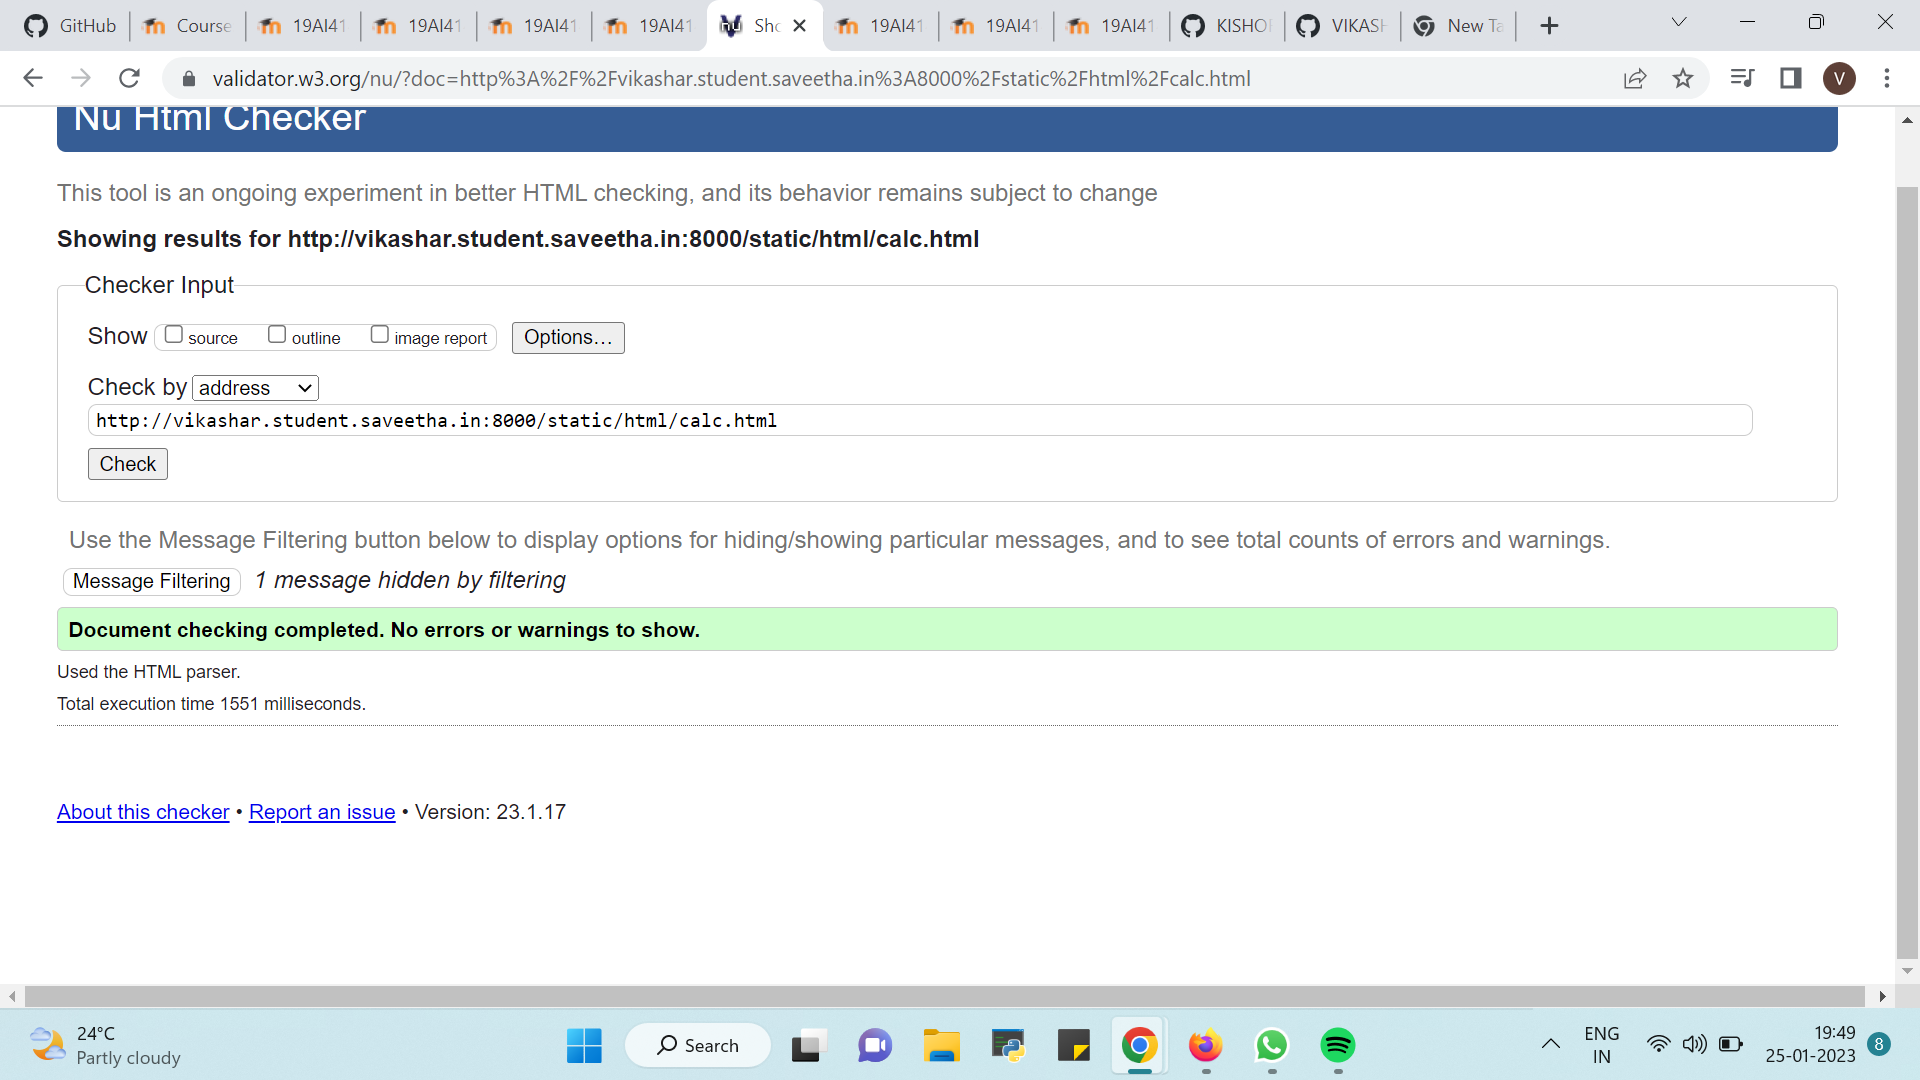 GitHub
Course
19AI41
19AI41
19AI41
19AI41
Sho
19AI41
19AI41
19AI41
KISHO
VIKASH
New Ta
validator.w3.org/nu/?doc=http%3A%2F%2Fvikashar.student.saveetha.in%3A8000%2Fstatic%2Fhtml%2Fcalc.html
V
Nu Html Checker
This tool is an ongoing experiment in better HTML checking, and its behavior remains subject to change
Showing results for http://vikashar.student.saveetha.in:8000/static/html/calc.html
Checker Input
Show source outline image report Options…
Check by address
http://vikashar.student.saveetha.in:8000/static/html/calc.html
Check
Use the Message Filtering button below to display options for hiding/showing particular messages, and to see total counts of errors and warnings.
Message Filtering 1 message hidden by filtering
Document checking completed. No errors or warnings to show.
Used the HTML parser.
Total execution time 1551 milliseconds.
About this checker • Report an issue • Version: 23.1.17
24°C
Partly cloudy
Search
ENG
IN
19:49
25-01-2023
8